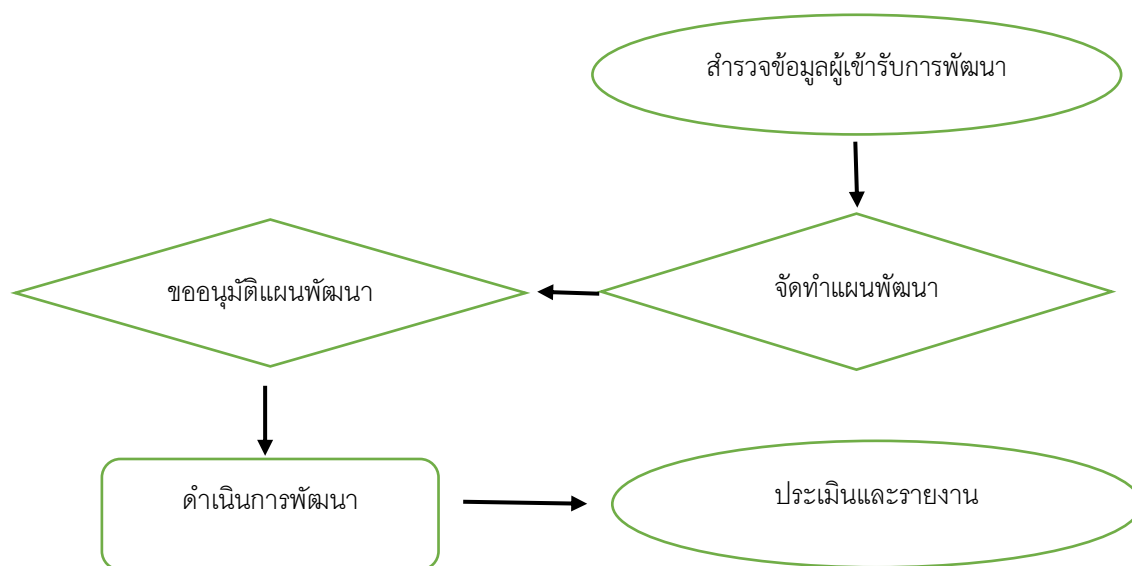 สำรวจข้อมูลผู้เข้ารับการพัฒนา
จัดทำแผนพัฒนา
ขออนุมัติแผนพัฒนา
ดำเนินการพัฒนา
ประเมินและรายงาน